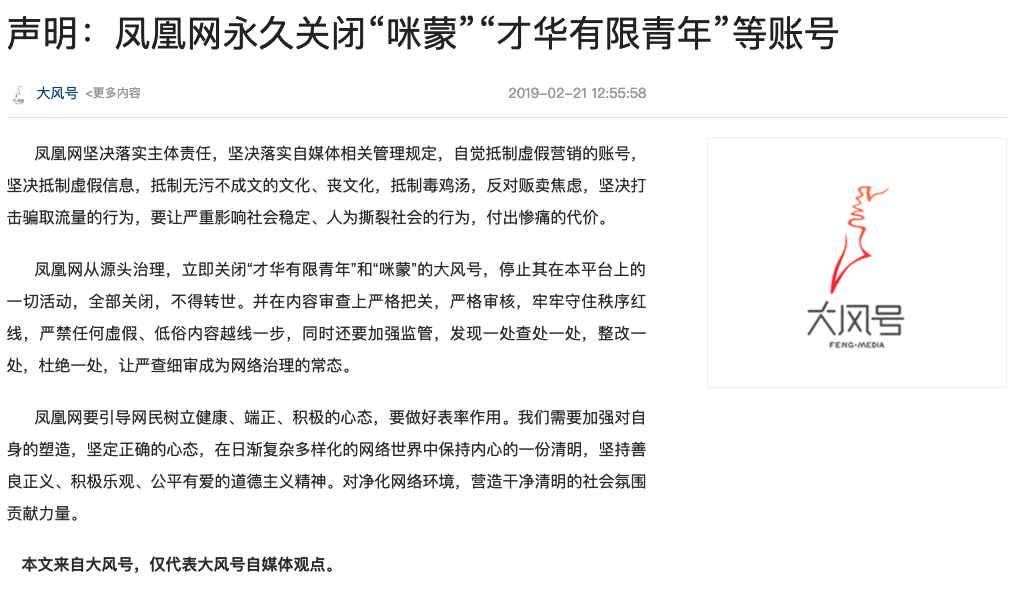 声明：凤凰网永久关闭“咪蒙”“才华有限青年”等账号
大风号 <更多内容 2019-02-21 12:55:58
凤凰网坚决落实主体责任，坚决落实自媒体相关管理规定，自觉抵制虚假营销的账号，
坚决抵制虚假信息，抵制无污不成文的文化、丧文化，抵制毒鸡汤，反对贩卖焦虑，坚决打
击骗取流量的行为，要让严重影响社会稳定、人为撕裂社会的行为，付出惨痛的代价。
凤凰网从源头治理，立即关闭“才华有限青年”和“咪蒙”的大风号，停止其在本平台上的
一切活动，全部关闭，不得转世。并在内容审查上严格把关，严格审核，牢牢守住秩序红
线，严禁任何虚假、低俗内容越线一步，同时还要加强监管，发现一处查处一处，整改一
处，杜绝一处，让严查细审成为网络治理的常态。
凤凰网要引导网民树立健康、端正、积极的心态，要做好表率作用。我们需要加强对自
身的塑造，坚定正确的心态，在日渐复杂多样化的网络世界中保持内心的一份清明，坚持善
良正义、积极乐观、公平有爱的道德主义精神。对净化网络环境，营造干净清明的社会氛围
贡献力量。
本文来自大风号，仅代表大风号自媒体观点。
大风号
FENG·MEDIA